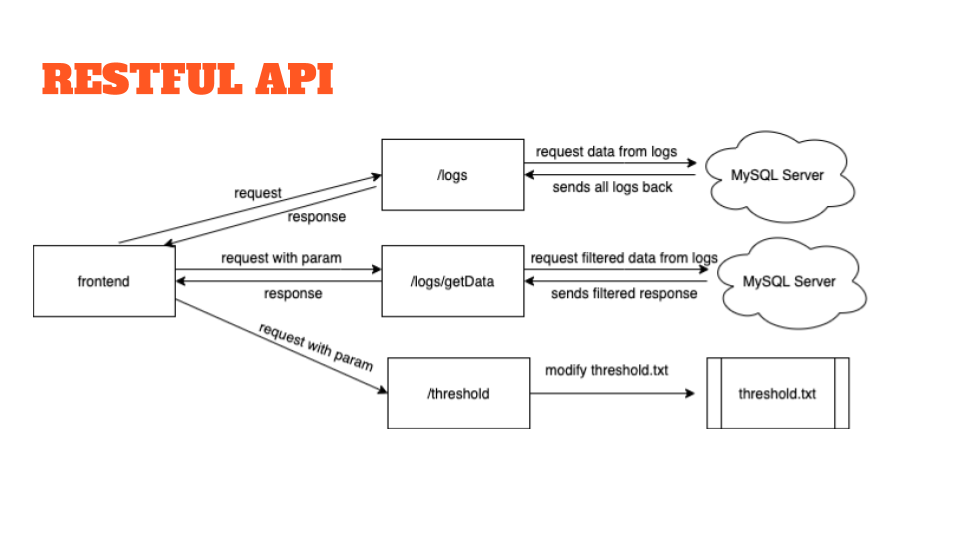 RESTFUL API
request
response
/logs
request data from logs
sends all logs back
MySQL Server
frontend
request with param
response
/logs/getData
request filtered data from logs
sends filtered response
MySQL Server
request with param
/threshold
modify threshold.txt
threshold.txt